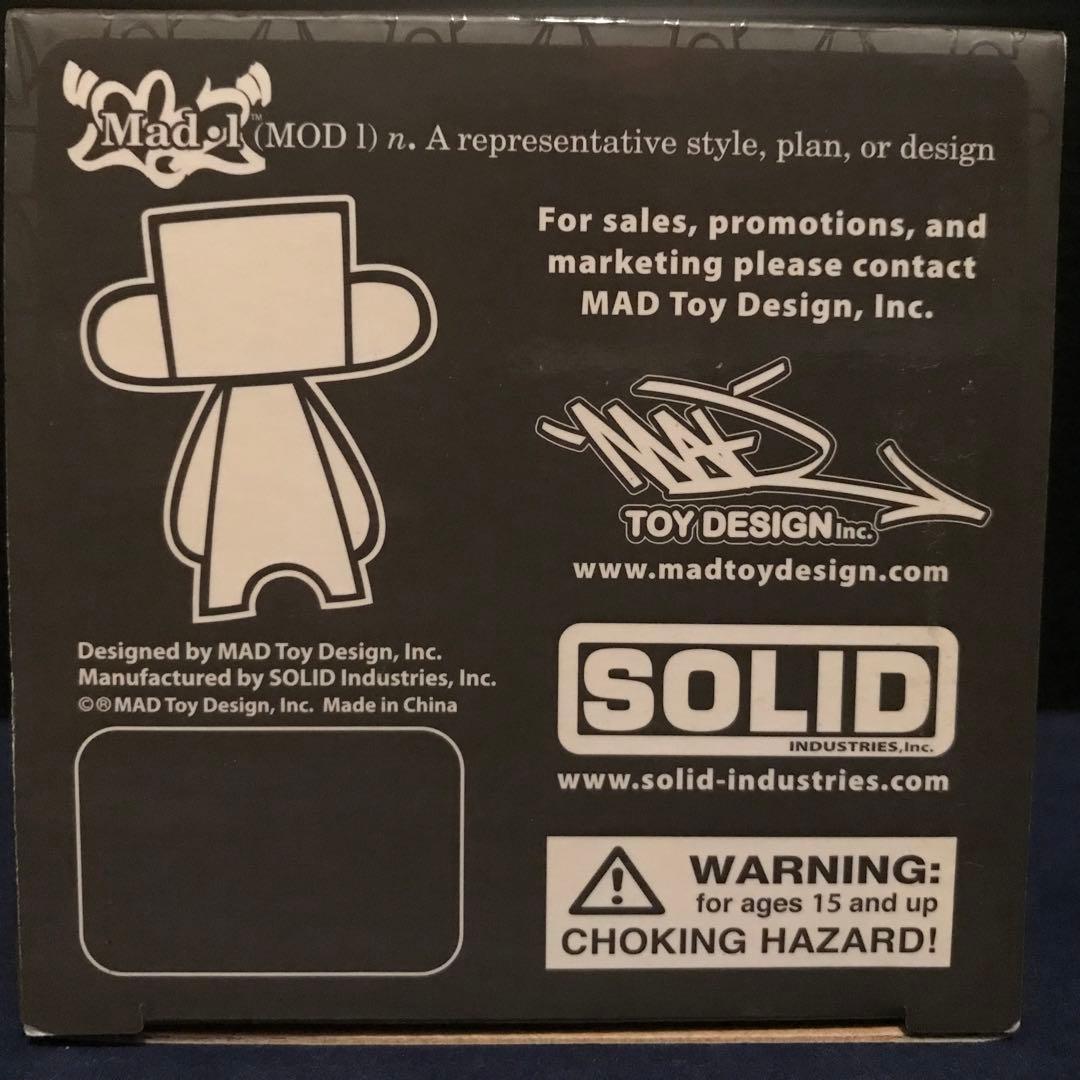 Mad•l™ (MOD l) n. A representative style, plan, or design
For sales, promotions, and
marketing please contact
MAD Toy Design, Inc.
MAD
TOY DESIGN Inc.
www.madtoydesign.com
Designed by MAD Toy Design, Inc.
Manufactured by SOLID Industries, Inc.
©®MAD Toy Design, Inc. Made in China
SOLID
INDUSTRIES,Inc.
www.solid-industries.com
WARNING:
for ages 15 and up
CHOKING HAZARD!